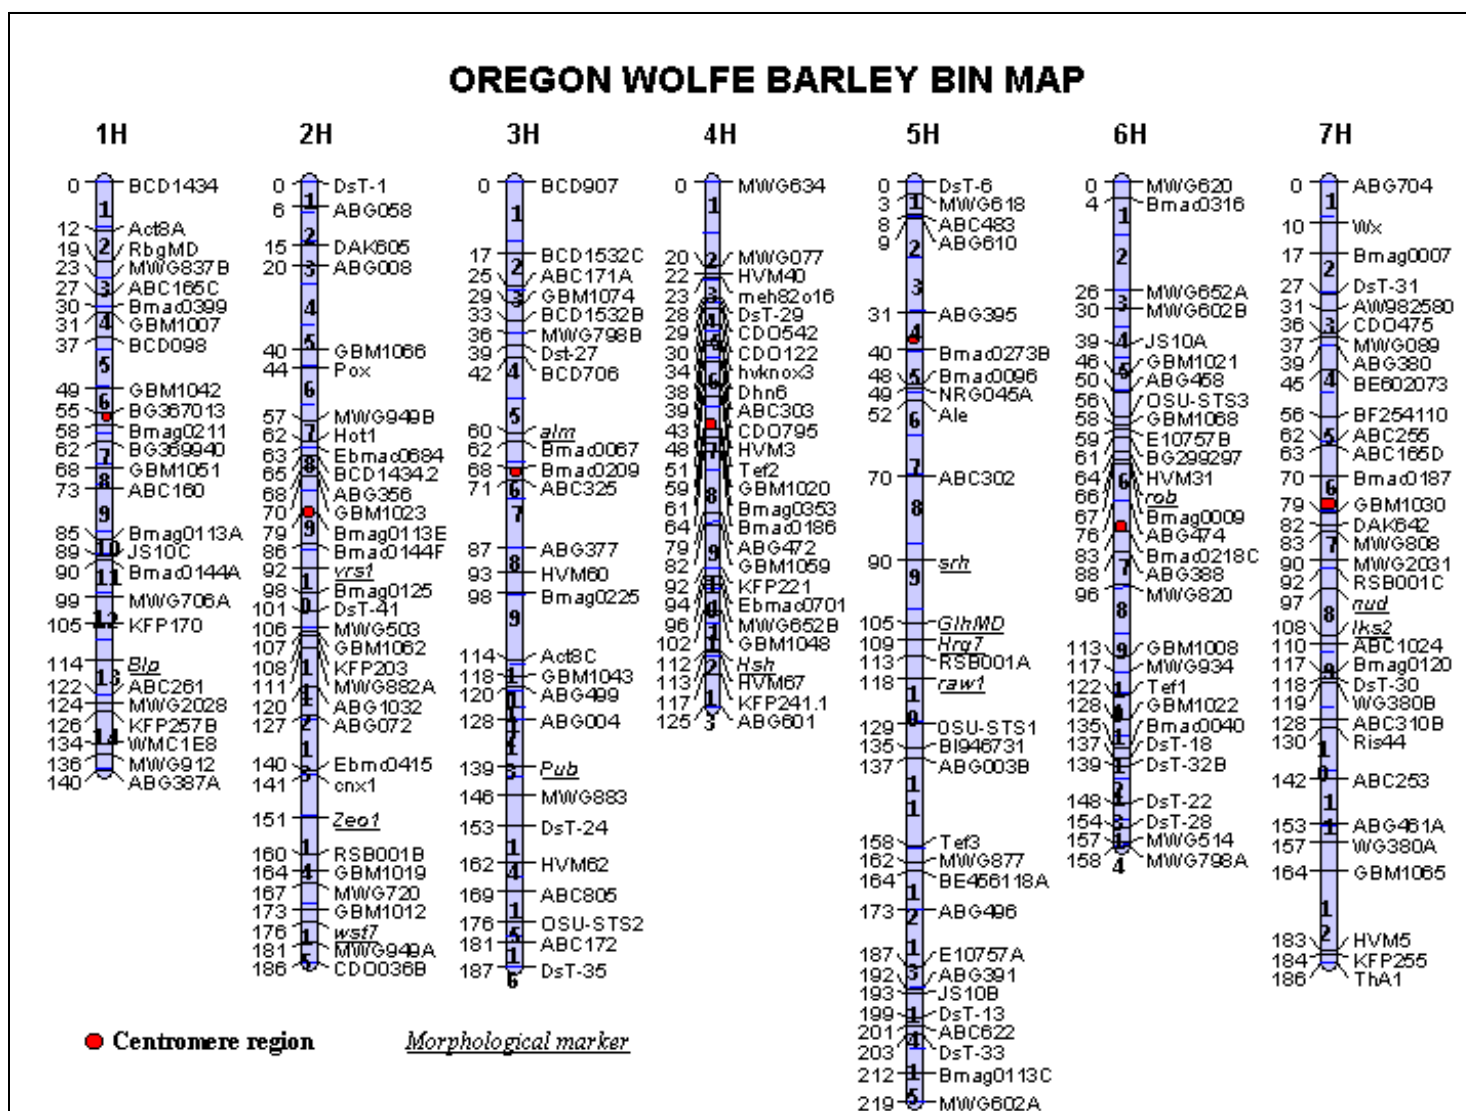 OREGON WOLFE BARLEY BIN MAP
1H
0 BCD1434
12 Act8A
19 RbgMD
23 MWG837B
27 ABC165C
30 Bmac0399
31 GBM1007
37 BCD098
49 GBM1042
55 BG367013
58 Bmag0211
62 BG369940
68 GBM1051
73 ABC160
85 Bmag0113A
89 JS10C
90 Bmac0144A
99 MWG706A
105 KFP170
114 Blp
122 ABC261
124 MWG2028
126 KFP257B
134 WMC1E8
136 MWG912
140 ABG387A
2H
0 DsT-1
6 ABG058
15 DAK605
20 ABG008
40 GBM1066
44 Pox
57 MWG949B
62 Hot1
63 Ebmac0684
65 BCD1434.2
68 ABG356
70 GBM1023
79 Bmag0113E
86 Bmac0144F
92 vrs1
98 Bmag0125
101 DsT-41
106 MWG503
107 GBM1062
108 KFP203
111 MWG882A
120 ABG1032
127 ABG072
140 Ebmc0415
141 cnx1
151 Zeo1
160 RSB001B
164 GBM1019
167 MWG720
173 GBM1012
176 wst7
181 MWG949A
186 CDO036B
3H
0 BCD907
17 BCD1532C
25 ABC171A
29 GBM1074
33 BCD1532B
36 MWG798B
39 Dst-27
42 BCD706
60 alm
62 Bmac0067
68 Bmac0209
71 ABC325
87 ABG377
93 HVM60
98 Bmag0225
114 Act8C
118 GBM1043
120 ABG499
128 ABG004
139 Pub
146 MWG883
153 DsT-24
162 HVM62
169 ABC805
176 OSU-STS2
181 ABC172
187 DsT-35
4H
0 MWG634
20 MWG077
22 HVM40
23 meh82o16
28 DsT-29
29 CDO542
30 CDO122
34 hvknox3
38 Dhn6
39 ABC303
43 CDO795
48 HVM3
51 Tef2
59 GBM1020
61 Bmag0353
64 Bmac0186
79 ABG472
82 GBM1059
92 KFP221
94 Ebmac0701
96 MWG652B
102 GBM1048
112 Hsh
113 HVM67
117 KFP241.1
125 ABG601
5H
0 DsT-6
3 MWG618
8 ABC483
9 ABG610
31 ABG395
40 Bmac0273B
48 Bmac0096
49 NRG045A
52 Ale
70 ABC302
90 srh
105 GlhMD
109 Hrg7
113 RSB001A
118 raw1
129 OSU-STS1
135 BI946731
137 ABG003B
158 Tef3
162 MWG877
164 BE456118A
173 ABG496
187 E10757A
192 ABG391
193 JS10B
199 DsT-13
201 ABC622
203 DsT-33
212 Bmag0113C
219 MWG602A
6H
0 MWG620
4 Bmac0316
26 MWG652A
30 MWG602B
39 JS10A
46 GBM1021
50 ABG458
56 OSU-STS3
58 GBM1068
59 E10757B
61 BG299297
64 HVM31
66 rob
67 Bmag0009
76 ABG474
83 Bmac0218C
88 ABG388
96 MWG820
113 GBM1008
117 MWG934
122 Tef1
128 GBM1022
135 Bmac0040
137 DsT-18
139 DsT-32B
148 DsT-22
154 DsT-28
157 MWG514
158 MWG798A
7H
0 ABG704
10 Wx
17 Bmag0007
27 DsT-31
31 AW982580
36 CDO475
37 MWG089
39 ABG380
45 BE602073
56 BF254110
62 ABC255
63 ABC165D
70 Bmac0187
79 GBM1030
82 DAK642
83 MWG808
90 MWG2031
92 RSB001C
97 nud
108 lks2
110 ABC1024
117 Bmag0120
118 DsT-30
119 WG380B
128 ABC310B
130 Ris44
142 ABC253
153 ABG461A
157 WG380A
164 GBM1065
183 HVM5
184 KFP255
186 ThA1
Centromere region
Morphological marker